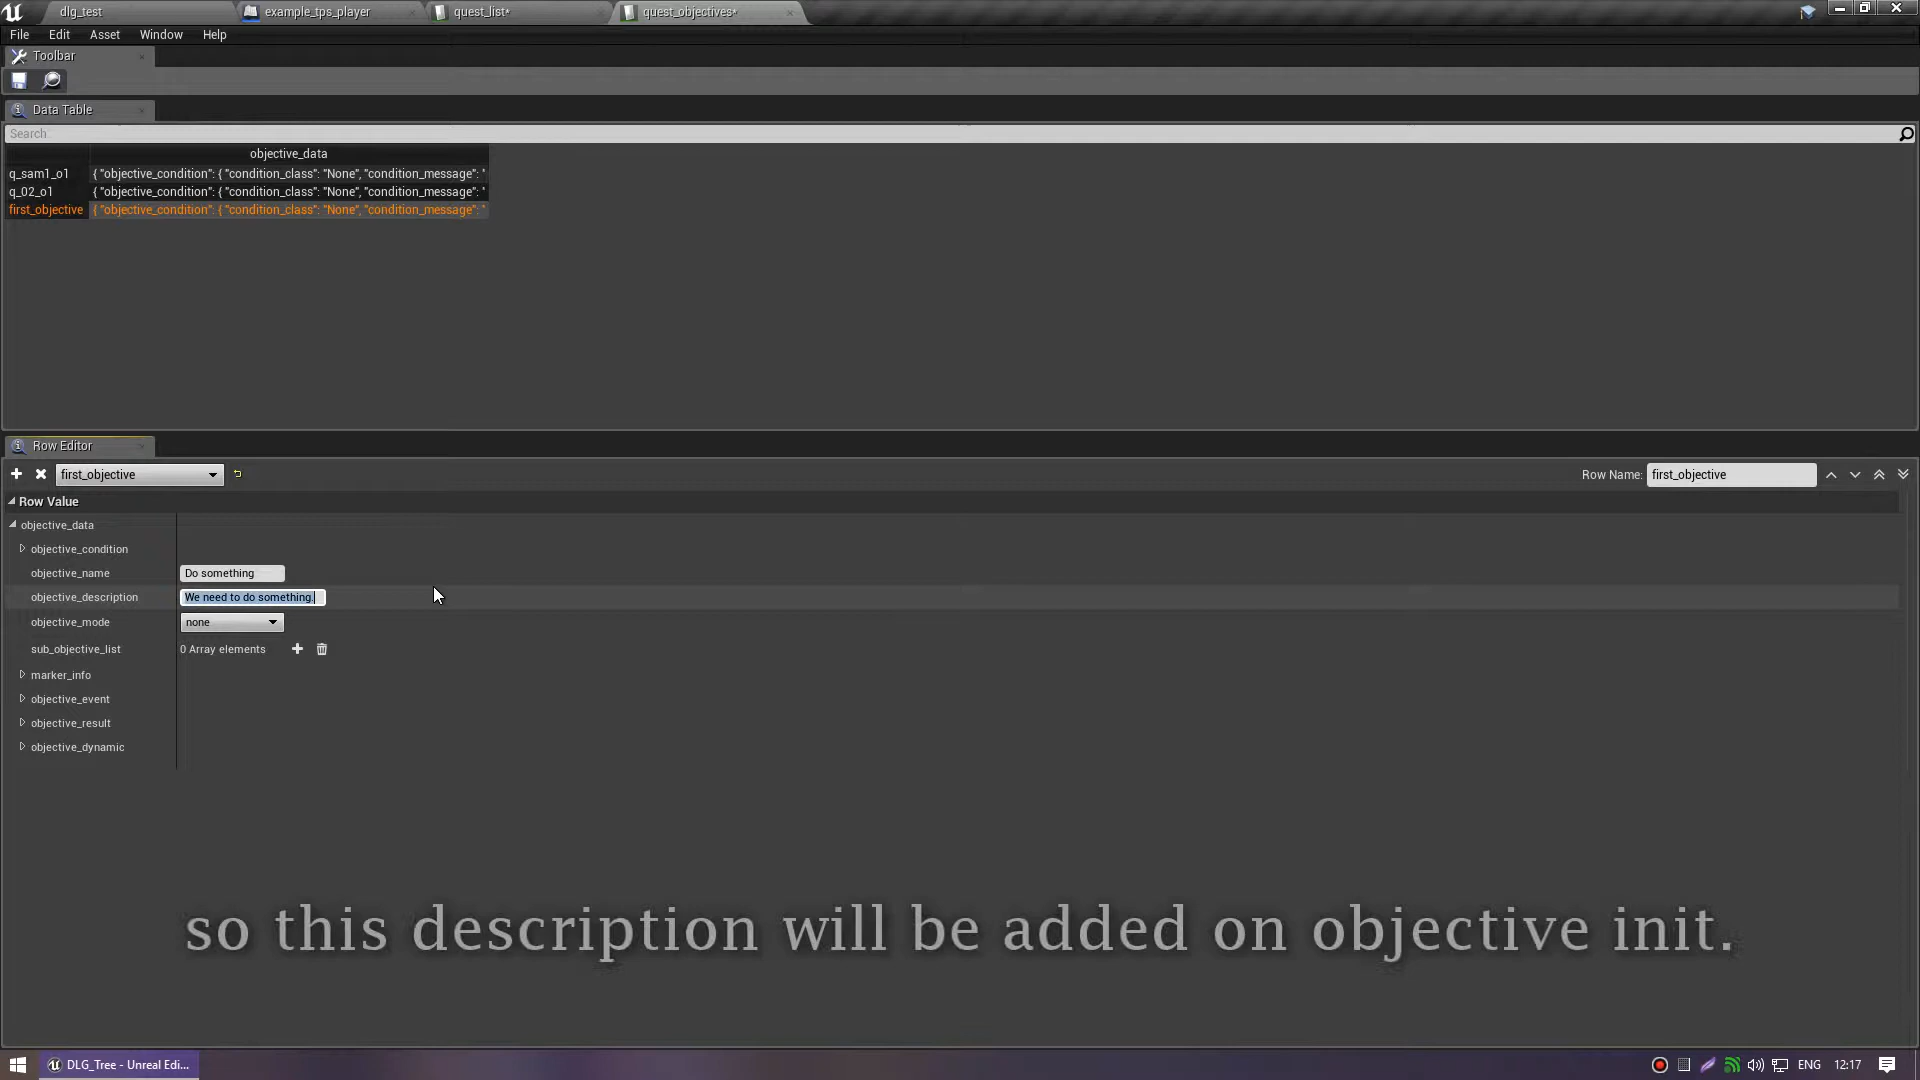 dlg_test
example_tps_player
quest_list*
quest_objectives*
File Edit Asset Window Help
Toolbar
Data Table
Search
objective_data
q_sam1_o1 { "objective_condition": { "condition_class": "None", "condition_message": "
q_02_o1 { "objective_condition": { "condition_class": "None", "condition_message": "
first_objective { "objective_condition": { "condition_class": "None", "condition_message": "
Row Editor
first_objective Row Name: first_objective
Row Value
objective_data
objective_condition
objective_name Do something
objective_description We need to do something.
objective_mode none
sub_objective_list 0 Array elements
marker_info
objective_event
objective_result
objective_dynamic
so this description will be added on objective init.
DLG_Tree - Unreal Edi... ENG 12:17